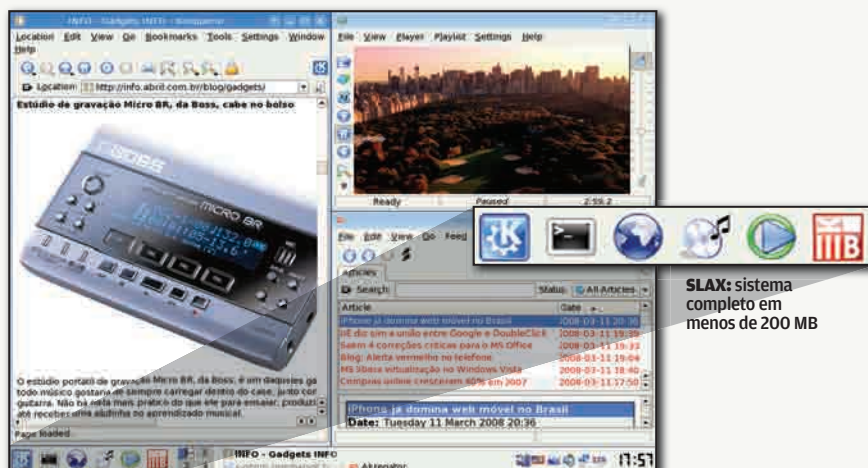 INFO - Gadgets INFO - Konqueror
Location Edit View Go Bookmarks Tools Settings Window
Help
Location: http://info.abril.com.br/blog/gadgets/
Estúdio de gravação Micro BR, da Boss, cabe no bolso
BOSS
MICRO BR
O estúdio portátil de gravação Micro BR, da Boss, é um daqueles
todo músico gostaria de sempre carregar dentro do case, junto com
guitarra. Não há nada mais prático do que ele para ensaiar,
até receber uma ajudinha no aprendizado musical.
Page loaded.
File View Player Playlist Settings Help
Ready Paused
File Edit View Go Feed
Articles
Search: Status: All Articles
Article Date
iPhone já domina web móvel no Brasil 2008-03-11 20:36
UE diz sim a união entre Google e DoubleClick 2008-03-11 19:39
Saem 4 correções críticas para o MS Office 2008-03-11 19:33
Blog: Alerta vermelho no telefone 2008-03-11 19:04
MS libera virtualização no Windows Vista 2008-03-11 18:40
Compras online cresceram 40% em 2007 2008-03-11 17:50
iPhone já domina web móvel no Brasil
Date: Tuesday 11 March 2008 20:36
SLAX: sistema
completo em
menos de 200 MB
INFO - Gadgets INFO
Akregator
17:57